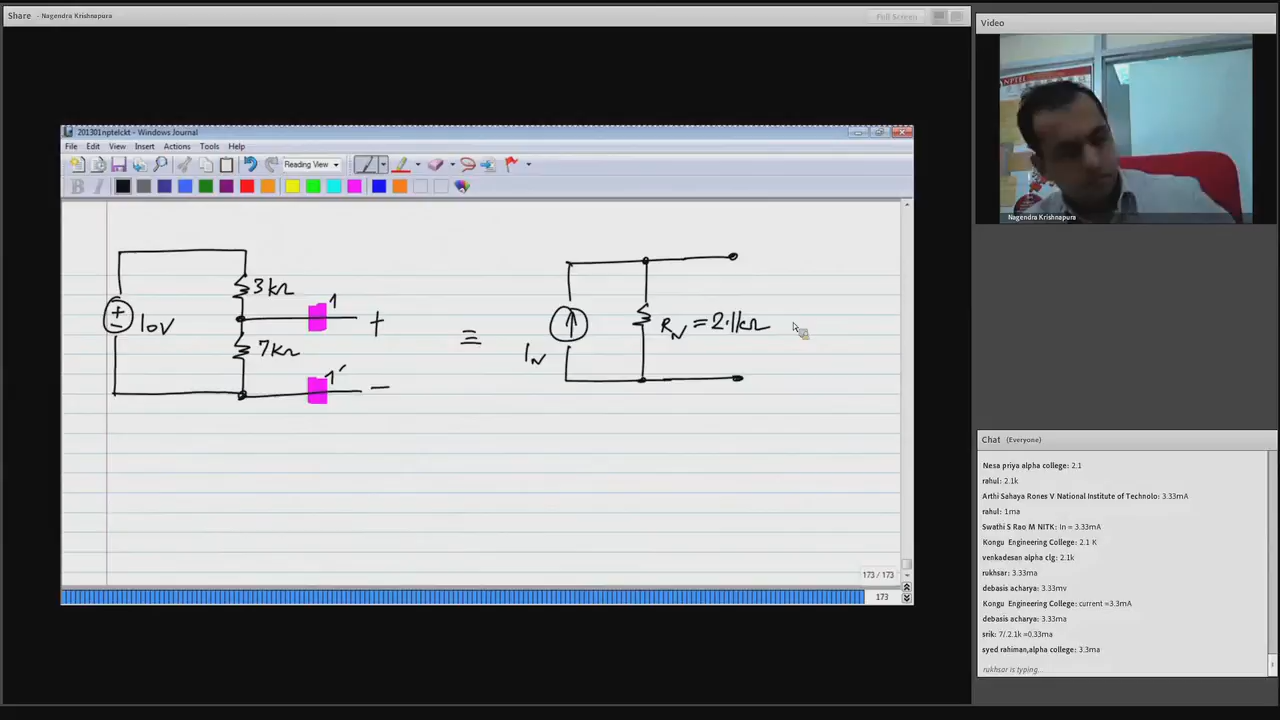 Share - Nagendra Krishnapura
Full Screen
Video
201301nptelckt - Windows Journal
File Edit View Insert Actions Tools Help
Reading View
B I
3kΩ
1
+
10V
7kΩ
1'
−
≡
I_N
R_N = 2.1kΩ
173 / 173
173
NPTEL
Nagendra Krishnapura
Chat (Everyone)
Nesa priya alpha college: 2.1
rahul: 2.1k
Arthi Sahaya Rones V National Institute of Technolo: 3.33mA
rahul: 1ma
Swathi S Rao M NITK: In = 3.33mA
Kongu Engineering College: 2.1 K
venkadesan alpha clg: 2.1k
rukhsar: 3.33ma
debasis acharya: 3.33mv
Kongu Engineering College: current =3.3mA
debasis acharya: 3.33ma
srik: 7/.2.1k =0.33ma
syed rahiman,alpha college: 3.3ma
rukhsar is typing...